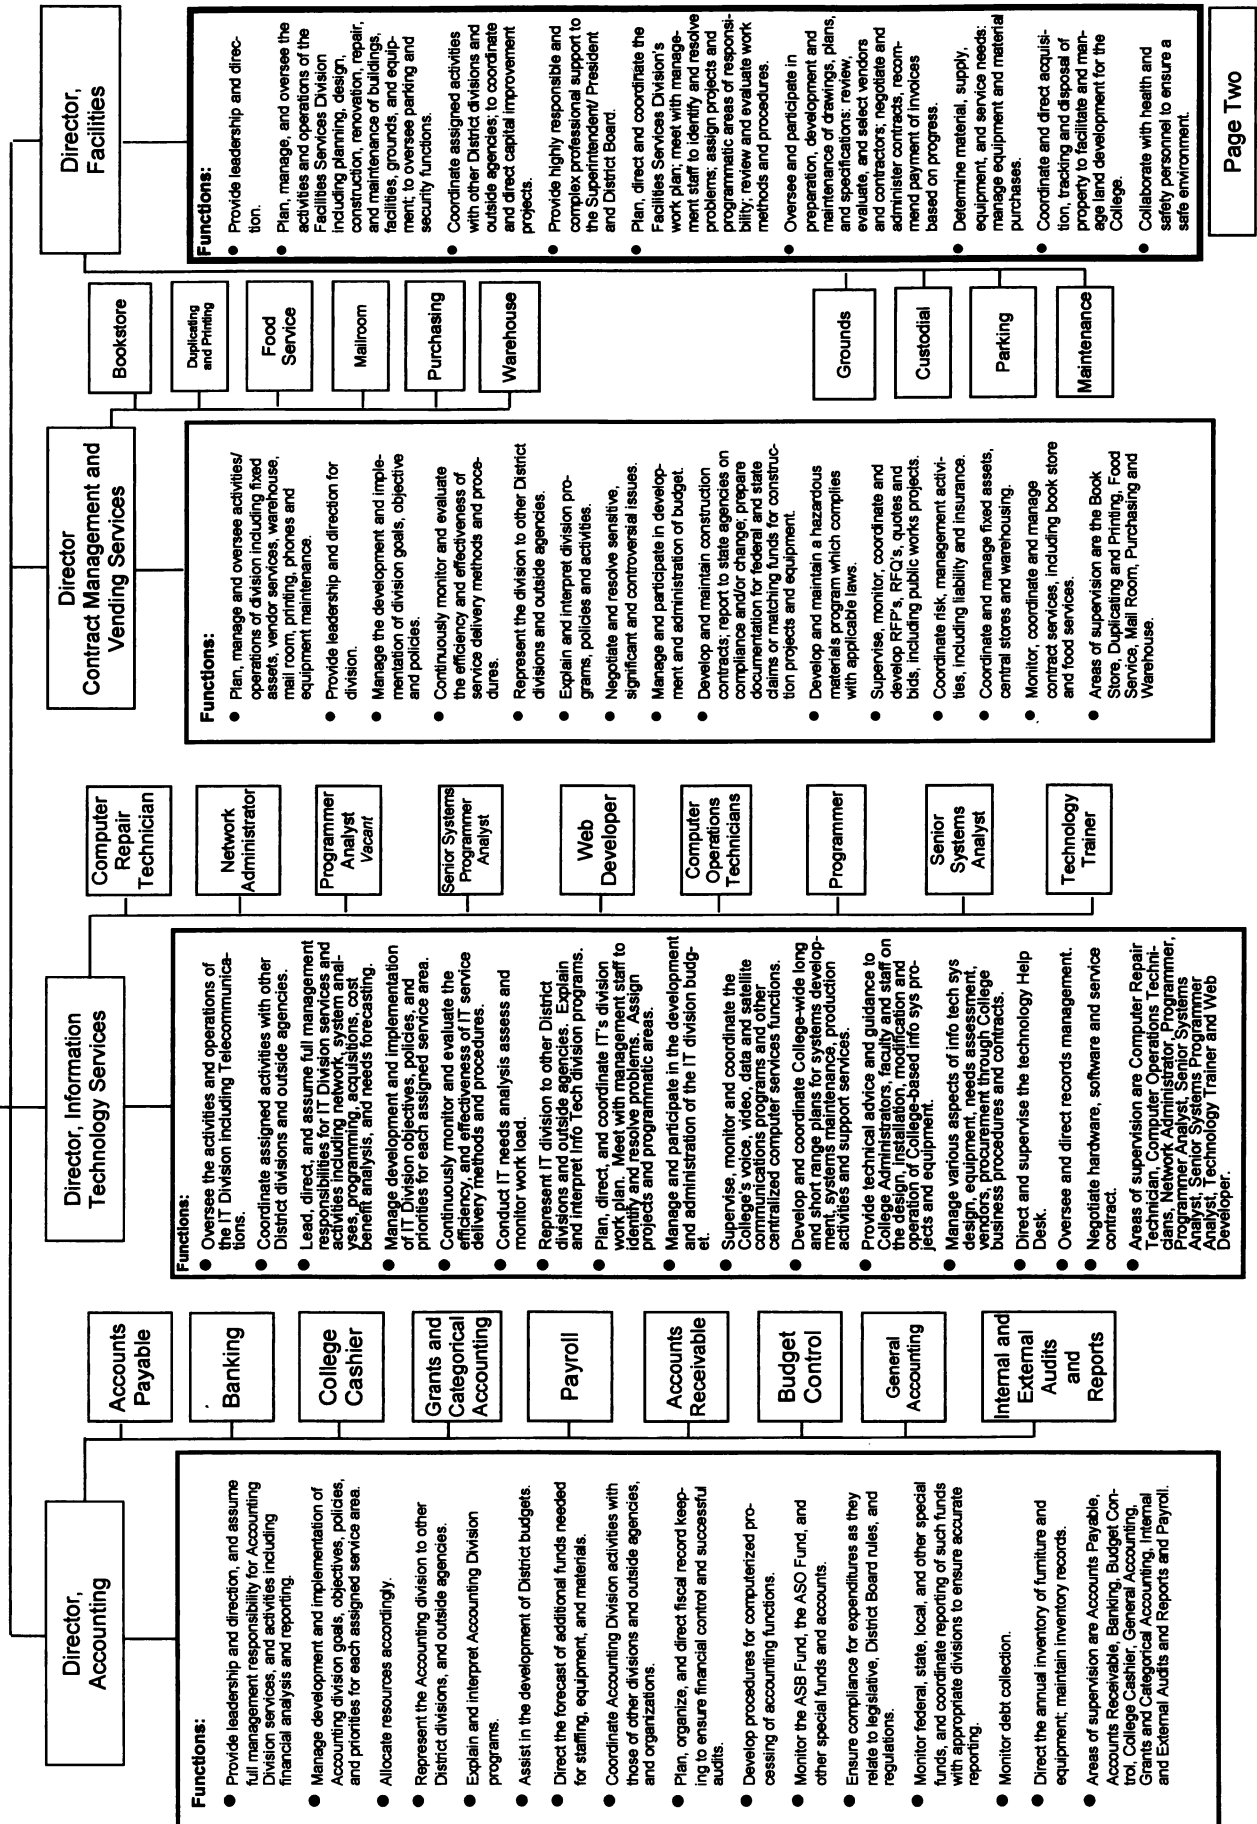 Director,
Accounting
Functions:
● Provide leadership and direction, and assume
full management responsibility for Accounting
Division services, and activities including
financial analysis and reporting.
● Manage development and implementation of
Accounting division goals, objectives, policies,
and priorities for each assigned service area.
● Allocate resources accordingly.
● Represent the Accounting division to other
District divisions, and outside agencies.
● Explain and interpret Accounting Division
programs.
● Assist in the development of District budgets.
● Direct the forecast of additional funds needed
for staffing, equipment, and materials.
● Coordinate Accounting Division activities with
those of other divisions and outside agencies,
and organizations.
● Plan, organize, and direct fiscal record keep-
ing to ensure financial control and successful
audits.
● Develop procedures for computerized pro-
cessing of accounting functions.
● Monitor the ASB Fund, the ASO Fund, and
other special funds and accounts.
● Ensure compliance for expenditures as they
relate to legislative, District Board rules, and
regulations.
● Monitor federal, state, local, and other special
funds, and coordinate reporting of such funds
with appropriate divisions to ensure accurate
reporting.
● Monitor debt collection.
● Direct the annual inventory of furniture and
equipment; maintain inventory records.
● Areas of supervision are Accounts Payable,
Accounts Receivable, Banking, Budget Con-
trol, College Cashier, General Accounting,
Grants and Categorical Accounting, Internal
and External Audits and Reports and Payroll.
Accounts
Payable
Banking
College
Cashier
Grants and
Categorical
Accounting
Payroll
Accounts
Receivable
Budget
Control
General
Accounting
Internal and
External
Audits
and
Reports
Director, Information
Technology Services
Functions:
● Oversee the activities and operations of
the IT Division including Telecommunica-
tions.
● Coordinate assigned activities with other
District divisions and outside agencies.
● Lead, direct, and assume full management
responsibilities for IT Division services and
activities including network, system anal-
yses, programming, acquisitions, cost
benefit analysis, and needs forecasting.
● Manage development and implementation
of IT Division objectives, policies, and
priorities for each assigned service area.
● Continuously monitor and evaluate the
efficiency, and effectiveness of IT service
delivery methods and procedures.
● Conduct IT needs analysis assess and
monitor work load.
● Represent IT division to other District
divisions and outside agencies. Explain
and interpret Info Tech division programs.
● Plan, direct, and coordinate IT's division
work plan. Meet with management staff to
identify and resolve problems. Assign
projects and programmatic areas.
● Manage and participate in the development
and administration of the IT division budg-
et.
● Supervise, monitor and coordinate the
College's voice, video, data and satellite
communications programs and other
centralized computer services functions.
● Develop and coordinate College-wide long
and short range plans for systems develop-
ment, systems maintenance, production
activities and support services.
● Provide technical advice and guidance to
College Administrators, faculty and staff on
the design, installation, modification and
operation of College-based info sys pro-
jects and equipment.
● Manage various aspects of info tech sys
design, equipment, needs assessment,
vendors, procurement through College
business procedures and contracts.
● Direct and supervise the technology Help
Desk.
● Oversee and direct records management.
● Negotiate hardware, software and service
contract.
● Areas of supervision are Computer Repair
Technician, Computer Operations Techni-
cians, Network Administrator, Programmer,
Programmer Analyst, Senior Systems
Analyst, Senior Systems Programmer
Analyst, Technology Trainer and Web
Developer.
Computer
Repair
Technician
Network
Administrator
Programmer
Analyst
Vacant
Senior Systems
Programmer
Analyst
Web
Developer
Computer
Operations
Technicians
Programmer
Senior
Systems
Analyst
Technology
Trainer
Director
Contract Management and
Vending Services
Functions:
● Plan, manage and oversee activities/
operations of division including fixed
assets, vendor services, warehouse,
mail room, printing, phones and
equipment maintenance.
● Provide leadership and direction for
division.
● Manage the development and imple-
mentation of division goals, objective
and policies.
● Continuously monitor and evaluate
the efficiency and effectiveness of
service delivery methods and proce-
dures.
● Represent the division to other District
divisions and outside agencies.
● Explain and interpret division pro-
grams, policies and activities.
● Negotiate and resolve sensitive,
significant and controversial issues.
● Manage and participate in develop-
ment and administration of budget.
● Develop and maintain construction
contracts; report to state agencies on
compliance and/or change; prepare
documentation for federal and state
claims or matching funds for construc-
tion projects and equipment.
● Develop and maintain a hazardous
materials program which complies
with applicable laws.
● Supervise, monitor, coordinate and
develop RFP's, RFQ's, quotes and
bids, including public works projects.
● Coordinate risk, management activi-
ties, including liability and insurance.
● Coordinate and manage fixed assets,
central stores and warehousing.
● Monitor, coordinate and manage
contract services, including book store
and food services.
● Areas of supervision are the Book
Store, Duplicating and Printing, Food
Service, Mail Room, Purchasing and
Warehouse.
Bookstore
Duplicating
and Printing
Food
Service
Mailroom
Purchasing
Warehouse
Director,
Facilities
Functions:
● Provide leadership and direc-
tion.
● Plan, manage, and oversee the
activities and operations of the
Facilities Services Division
including planning, design,
construction, renovation, repair,
and maintenance of buildings,
facilities, grounds, and equip-
ment; to oversee parking and
security functions.
● Coordinate assigned activities
with other District divisions and
outside agencies; to coordinate
and direct capital improvement
projects.
● Provide highly responsible and
complex professional support to
the Superintendent/ President
and District Board.
● Plan, direct and coordinate the
Facilities Services Division's
work plan; meet with manage-
ment staff to identify and resolve
problems; assign projects and
programmatic areas of responsi-
bility; review and evaluate work
methods and procedures.
● Oversee and participate in
preparation, development and
maintenance of drawings, plans,
and specifications: review,
evaluate, and select vendors
and contractors; negotiate and
administer contracts, recom-
mend payment of invoices
based on progress.
● Determine material, supply,
equipment, and service needs:
manage equipment and material
purchases.
● Coordinate and direct acquisi-
tion, tracking and disposal of
property to facilitate and man-
age land development for the
College.
● Collaborate with health and
safety personnel to ensure a
safe environment.
Grounds
Custodial
Parking
Maintenance
Page Two